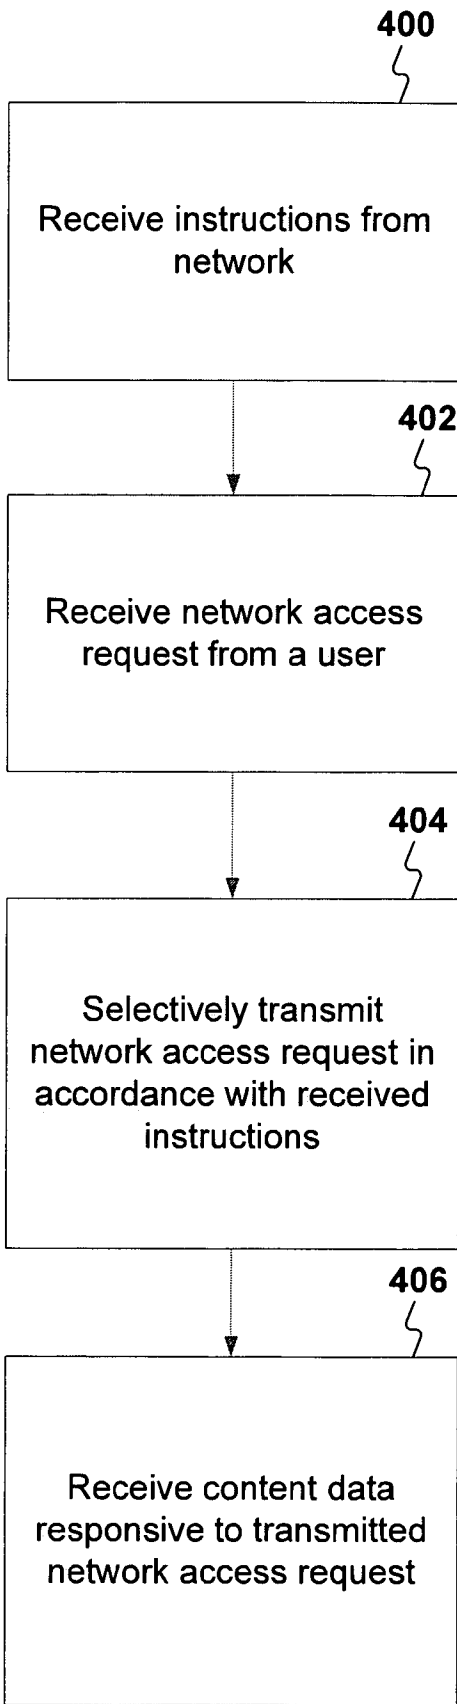 400
Receive instructions from
network
402
Receive network access
request from a user
404
Selectively transmit
network access request in
accordance with received
instructions
406
Receive content data
responsive to transmitted
network access request